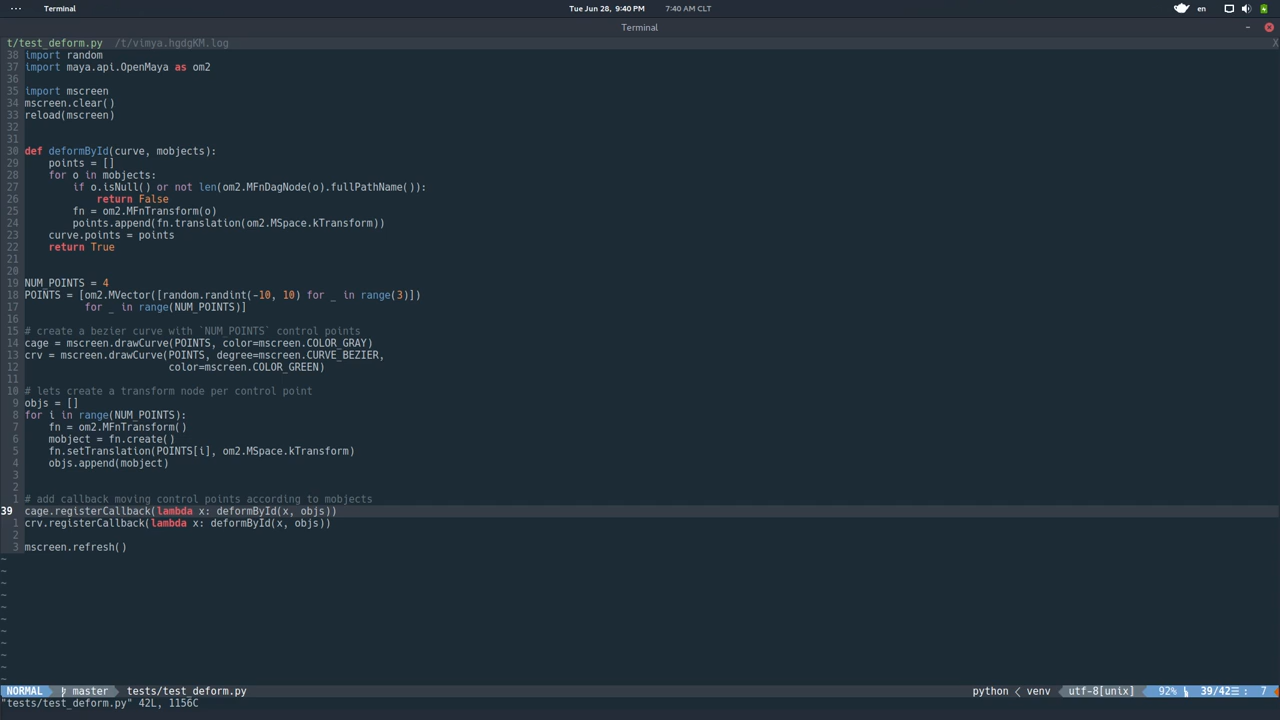 Terminal
Tue Jun 28, 9:40 PM 7:40 AM CLT
en
Terminal
t/test_deform.py /t/vimya.hgdgKM.log X
38 import random
37 import maya.api.OpenMaya as om2
36
35 import mscreen
34 mscreen.clear()
33 reload(mscreen)
32
31
30 def deformById(curve, mobjects):
29     points = []
28     for o in mobjects:
27         if o.isNull() or not len(om2.MFnDagNode(o).fullPathName()):
26             return False
25         fn = om2.MFnTransform(o)
24         points.append(fn.translation(om2.MSpace.kTransform))
23     curve.points = points
22     return True
21
20
19 NUM_POINTS = 4
18 POINTS = [om2.MVector([random.randint(-10, 10) for _ in range(3)])
17           for _ in range(NUM_POINTS)]
16
15 # create a bezier curve with `NUM_POINTS` control points
14 cage = mscreen.drawCurve(POINTS, color=mscreen.COLOR_GRAY)
13 crv = mscreen.drawCurve(POINTS, degree=mscreen.CURVE_BEZIER,
12                         color=mscreen.COLOR_GREEN)
11
10 # lets create a transform node per control point
9 objs = []
8 for i in range(NUM_POINTS):
7     fn = om2.MFnTransform()
6     mobject = fn.create()
5     fn.setTranslation(POINTS[i], om2.MSpace.kTransform)
4     objs.append(mobject)
3
2
1 # add callback moving control points according to mobjects
39 cage.registerCallback(lambda x: deformById(x, objs))
1 crv.registerCallback(lambda x: deformById(x, objs))
2
3 mscreen.refresh()
~
~
~
~
~
~
~
~
~
~
NORMAL master tests/test_deform.py python < venv utf-8[unix] 92% 39/42☰ : 7
"tests/test_deform.py" 42L, 1156C